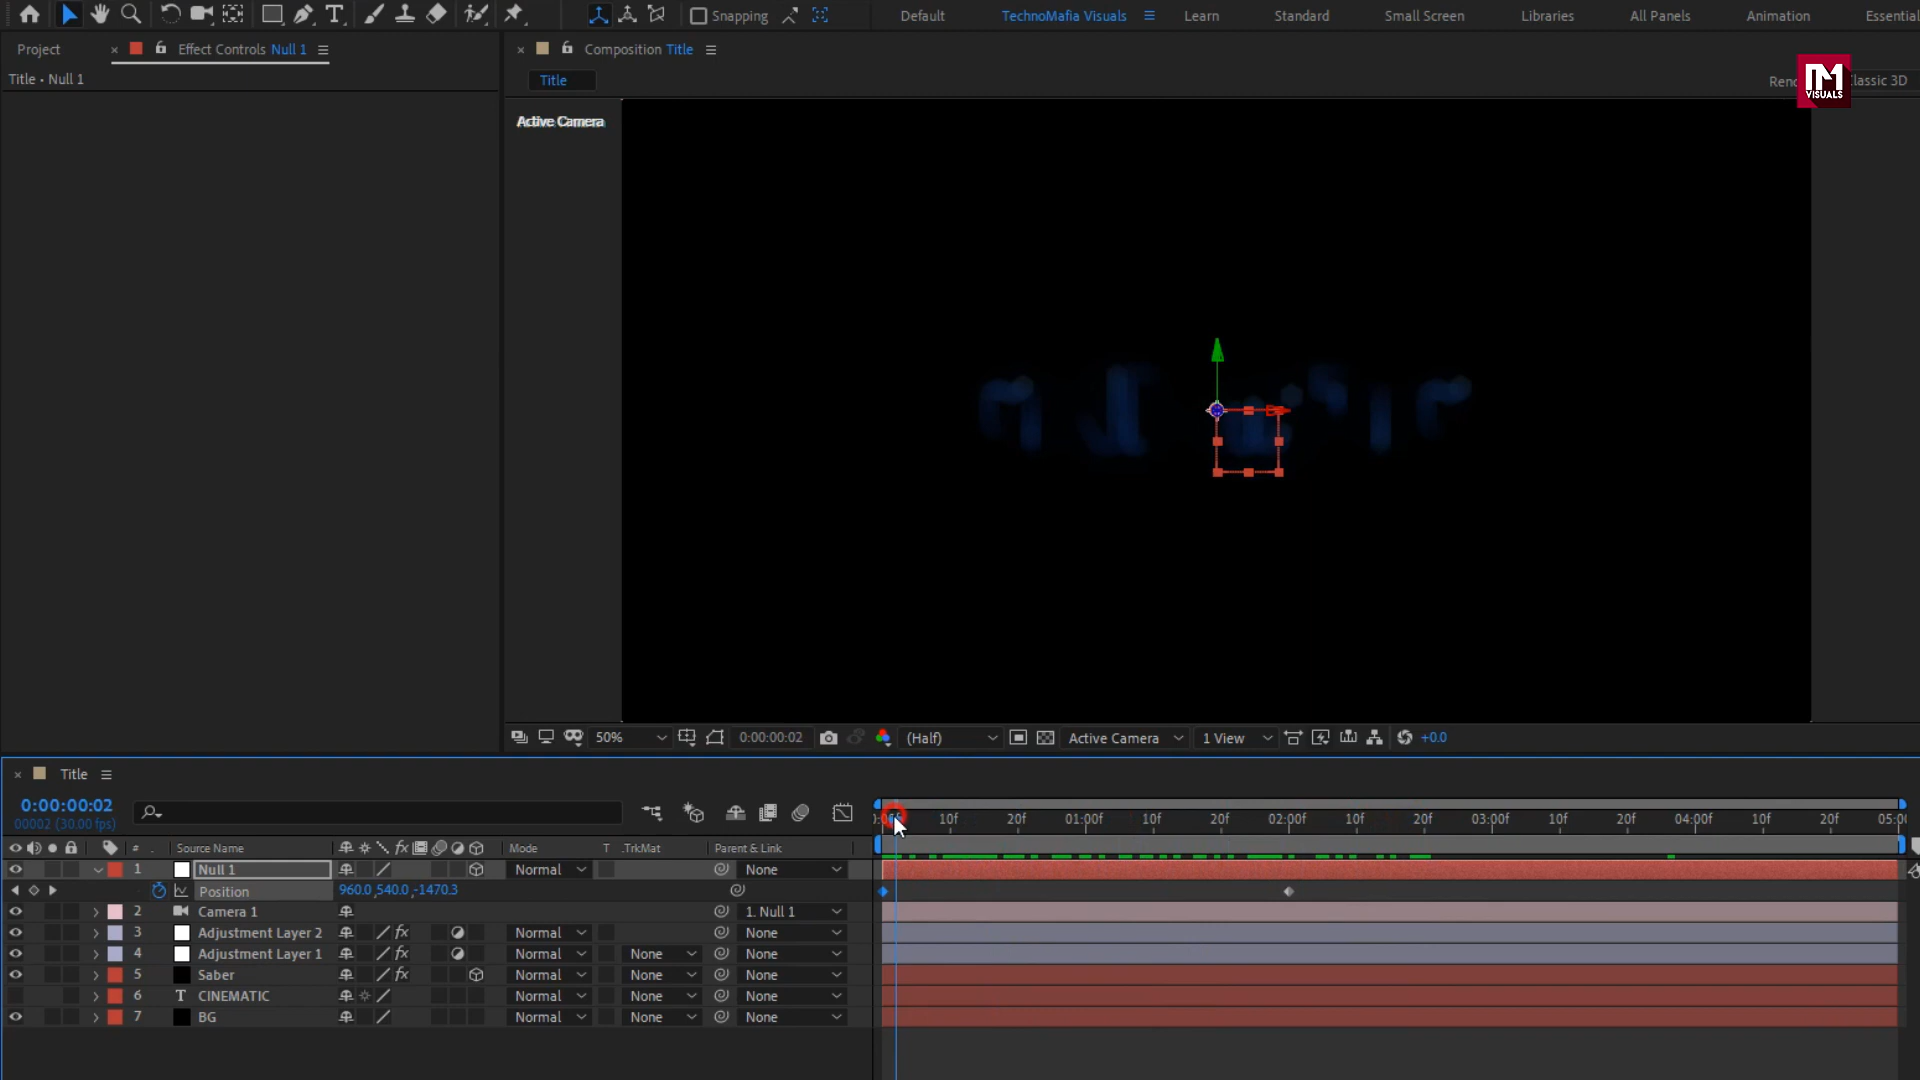 Snapping
Default
TechnoMafia Visuals
Learn
Standard
Small Screen
Libraries
All Panels
Animation
Essential
Project
Effect Controls Null 1
Composition Title
Title • Null 1
Title
Classic 3D
VISUALS
Active Camera
50%
0:00:00:02
(Half)
Active Camera
1 View
+0.0
Title
0:00:00:02
00002 (30.00 fps)
10f
20f
01:00f
10f
20f
02:00f
10f
20f
03:00f
10f
20f
04:00f
10f
20f
# Source Name fx Mode T .TrkMat Parent & Link
1 Null 1 Normal None
Position 960.0,540.0,-1470.3
2 Camera 1 1. Null 1
3 Adjustment Layer 2 fx Normal None
4 Adjustment Layer 1 fx Normal None None
5 Saber fx Normal None None
6 T CINEMATIC Normal None None
7 BG Normal None None